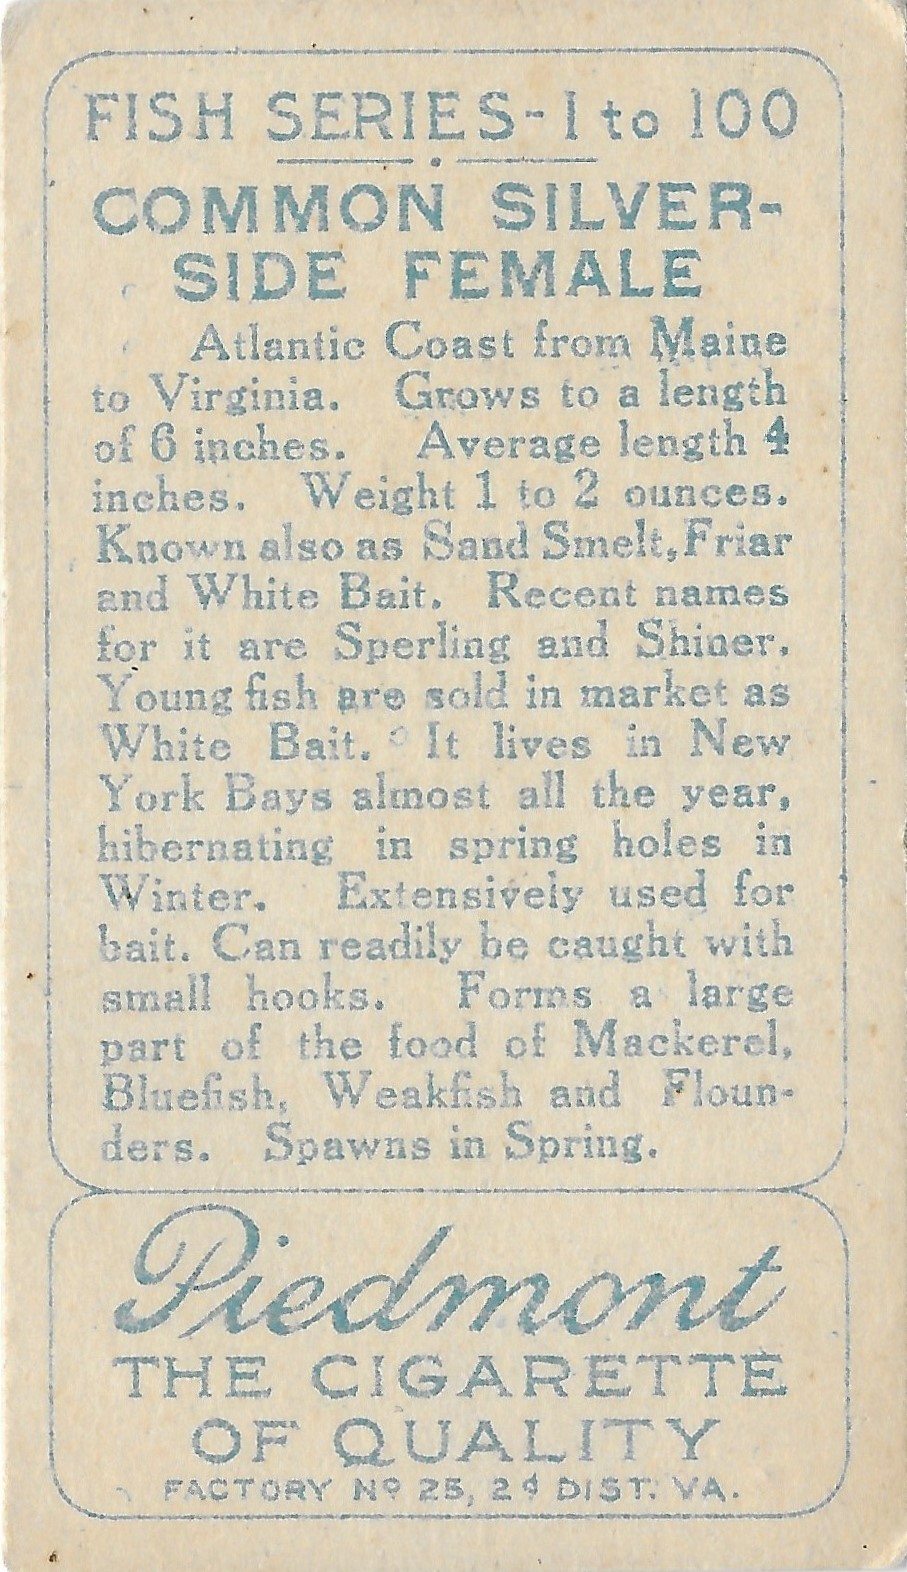 FISH SERIES-1 to 100
COMMON SILVER-
SIDE FEMALE
Atlantic Coast from Maine
to Virginia. Grows to a length
of 6 inches. Average length 4
inches. Weight 1 to 2 ounces.
Known also as Sand Smelt, Friar
and White Bait. Recent names
for it are Sperling and Shiner.
Young fish are sold in market as
White Bait. It lives in New
York Bays almost all the year,
hibernating in spring holes in
Winter. Extensively used for
bait. Can readily be caught with
small hooks. Forms a large
part of the food of Mackerel,
Bluefish, Weakfish and Floun-
ders. Spawns in Spring.
Piedmont
THE CIGARETTE
OF QUALITY
FACTORY Nº 25, 2d DIST. VA.